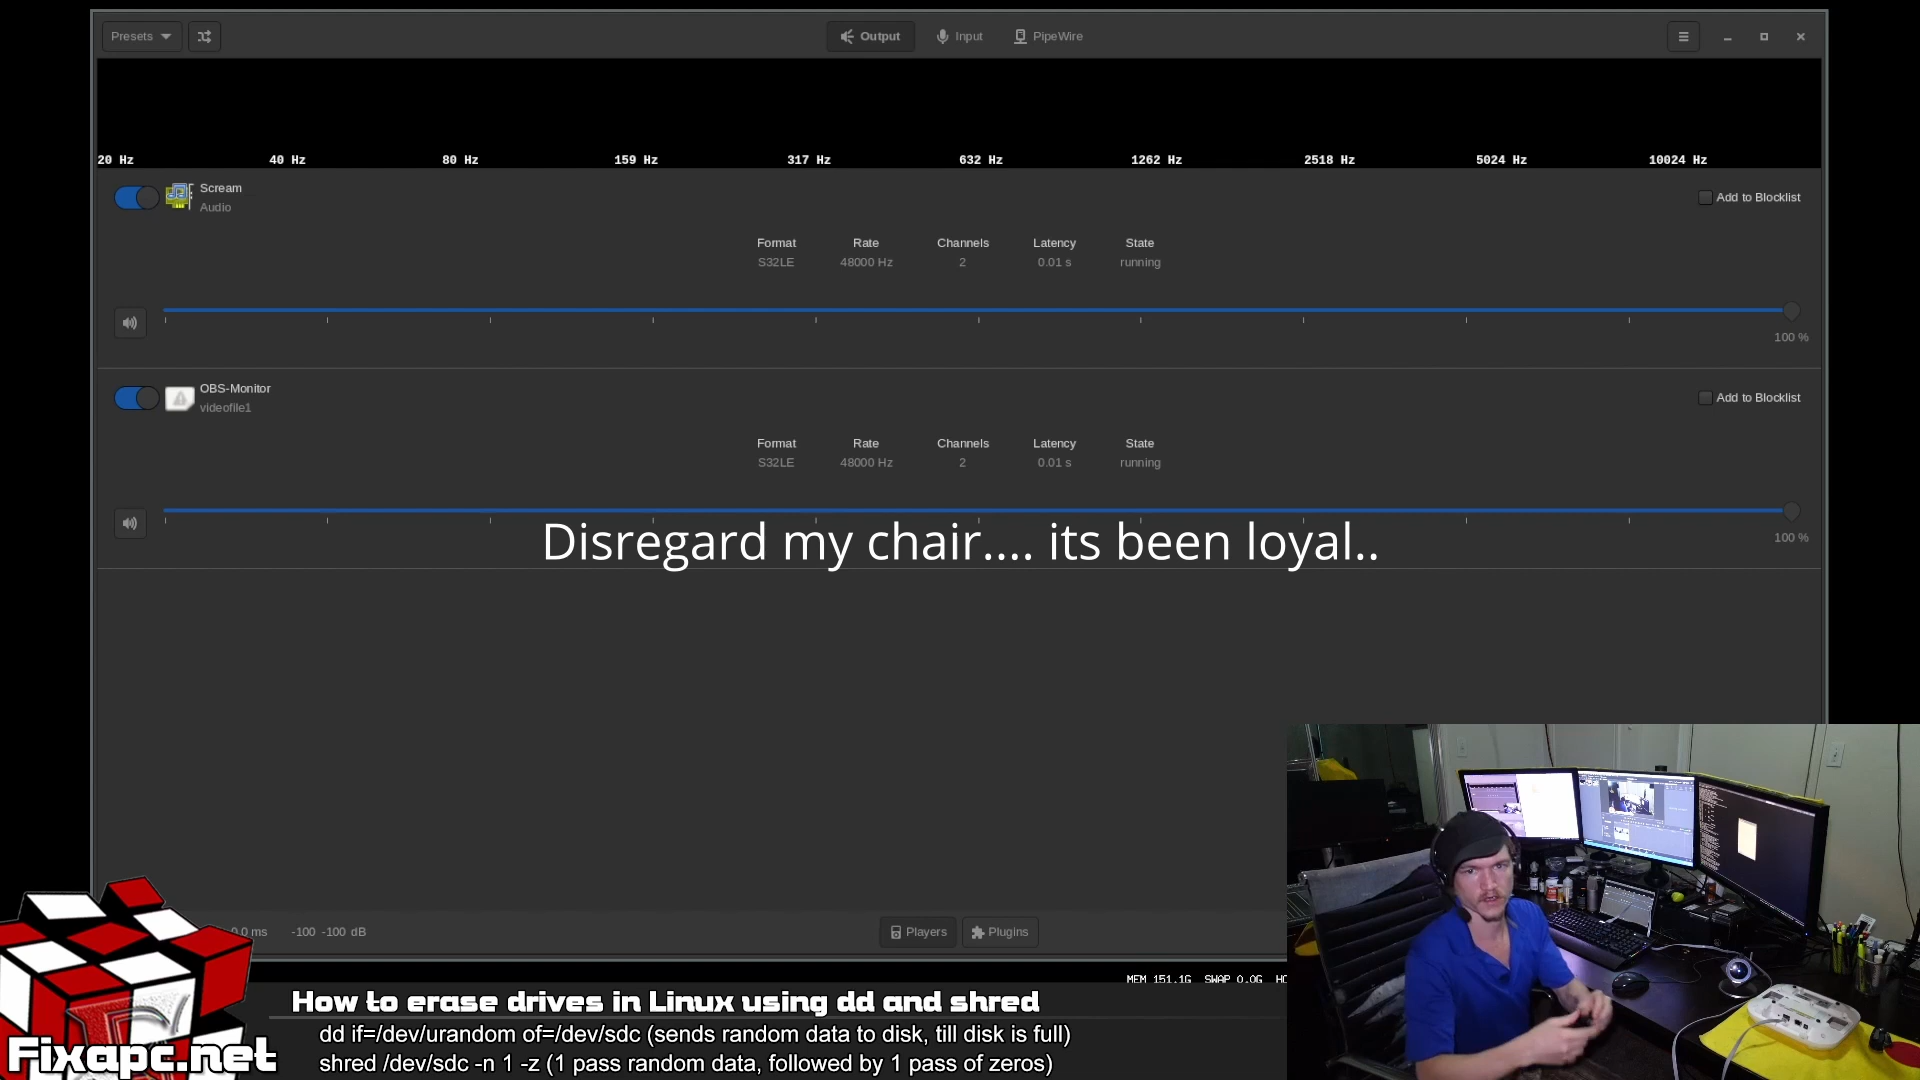 Presets
Output
Input
PipeWire
20 Hz 40 Hz 80 Hz 159 Hz 317 Hz 632 Hz 1262 Hz 2518 Hz 5024 Hz 10024 Hz
Scream
Audio
Add to Blocklist
Format Rate Channels Latency State
S32LE 48000 Hz 2 0.01 s running
100 %
OBS-Monitor
videofile1
Add to Blocklist
Format Rate Channels Latency State
S32LE 48000 Hz 2 0.01 s running
100 %
Disregard my chair.... its been loyal..
0.0 ms -100 -100 dB
Players
Plugins
MEM 151.1G SWAP 0.0G
How to erase drives in Linux using dd and shred
dd if=/dev/urandom of=/dev/sdc (sends random data to disk, till disk is full)
shred /dev/sdc -n 1 -z (1 pass random data, followed by 1 pass of zeros)
Fixapc.net